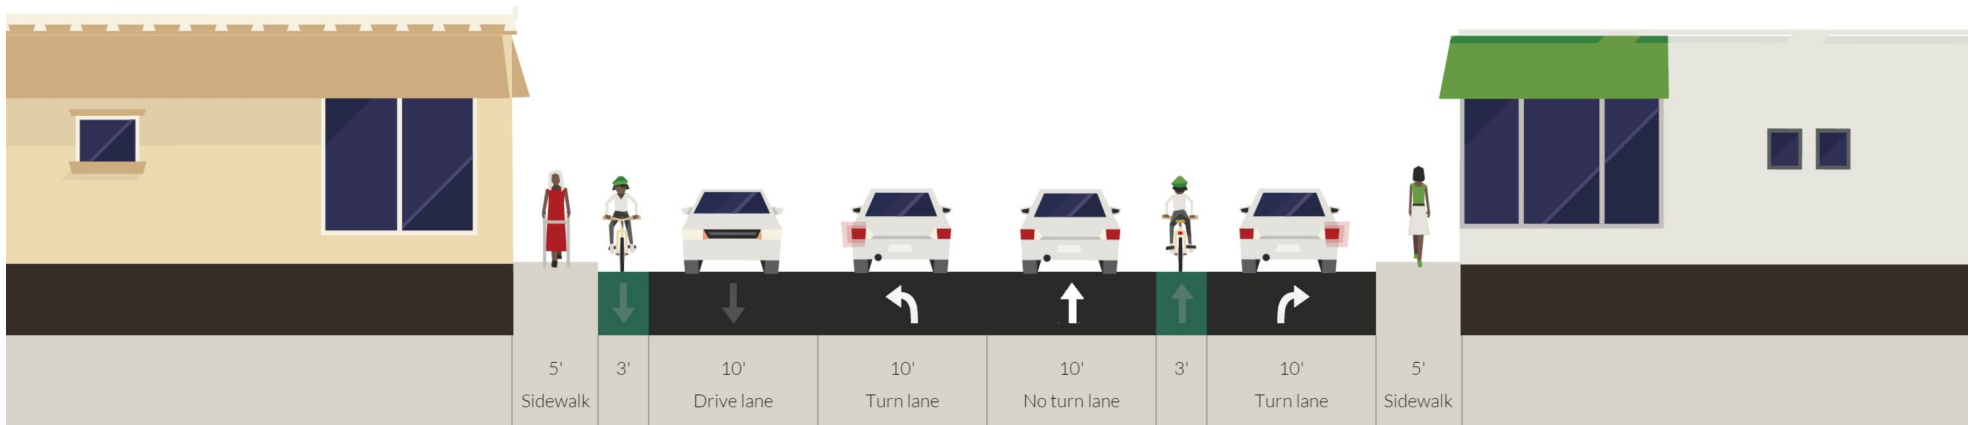 5' 3' 10' 10' 10' 3' 10' 5'
Sidewalk Drive lane Turn lane No turn lane Turn lane Sidewalk